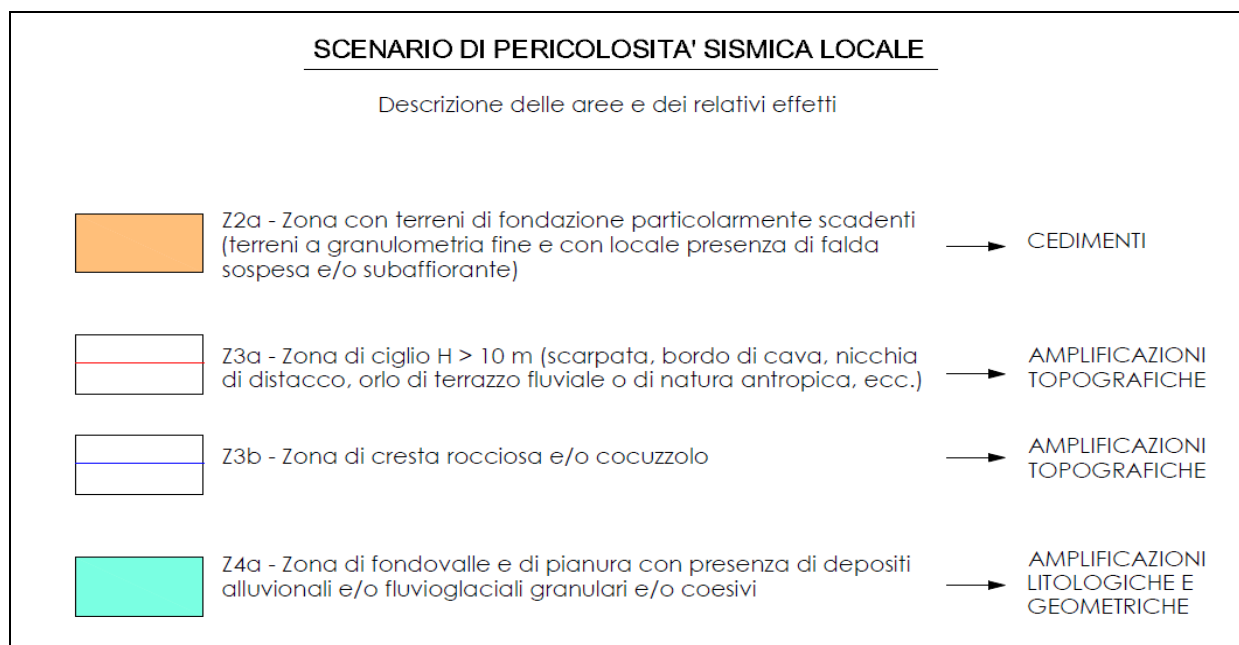 SCENARIO DI PERICOLOSITA' SISMICA LOCALE
Descrizione delle aree e dei relativi effetti
Z2a - Zona con terreni di fondazione particolarmente scadenti
(terreni a granulometria fine e con locale presenza di falda
sospesa e/o subaffiorante)
CEDIMENTI
Z3a - Zona di ciglio H > 10 m (scarpata, bordo di cava, nicchia
di distacco, orlo di terrazzo fluviale o di natura antropica, ecc.)
AMPLIFICAZIONI
TOPOGRAFICHE
Z3b - Zona di cresta rocciosa e/o cocuzzolo
AMPLIFICAZIONI
TOPOGRAFICHE
Z4a - Zona di fondovalle e di pianura con presenza di depositi
alluvionali e/o fluvioglaciali granulari e/o coesivi
AMPLIFICAZIONI
LITOLOGICHE E
GEOMETRICHE